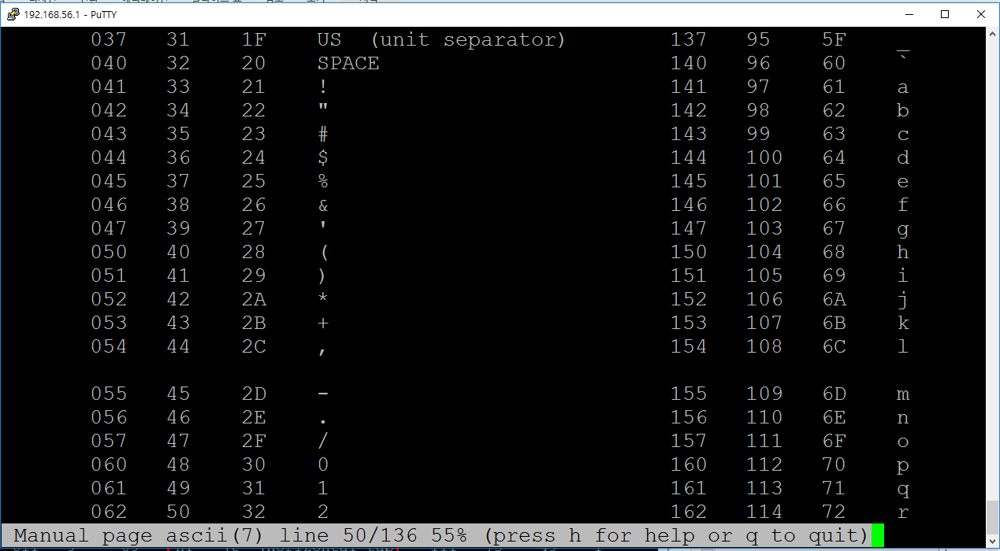 192.168.56.1 - PuTTY
037 31 1F US (unit separator) 137 95 5F _
040 32 20 SPACE 140 96 60 `
041 33 21 ! 141 97 61 a
042 34 22 " 142 98 62 b
043 35 23 # 143 99 63 c
044 36 24 $ 144 100 64 d
045 37 25 % 145 101 65 e
046 38 26 & 146 102 66 f
047 39 27 ' 147 103 67 g
050 40 28 ( 150 104 68 h
051 41 29 ) 151 105 69 i
052 42 2A * 152 106 6A j
053 43 2B + 153 107 6B k
054 44 2C , 154 108 6C l
055 45 2D - 155 109 6D m
056 46 2E . 156 110 6E n
057 47 2F / 157 111 6F o
060 48 30 0 160 112 70 p
061 49 31 1 161 113 71 q
062 50 32 2 162 114 72 r
Manual page ascii(7) line 50/136 55% (press h for help or q to quit)